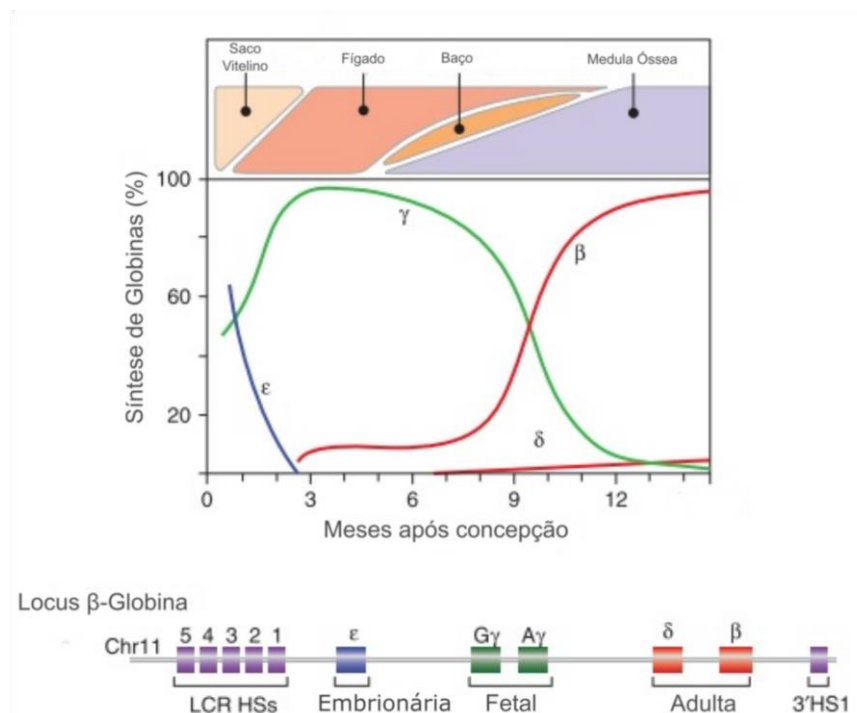 Saco
Vitelino
Fígado
Baço
Medula Óssea
Síntese de Globinas (%)
100
60
20
γ
β
ε
δ
0 3 6 9 12
Meses após concepção
Locus β-Globina
Chr11
5 4 3 2 1 ε Gγ Aγ δ β
LCR HSs Embrionária Fetal Adulta 3′HS1